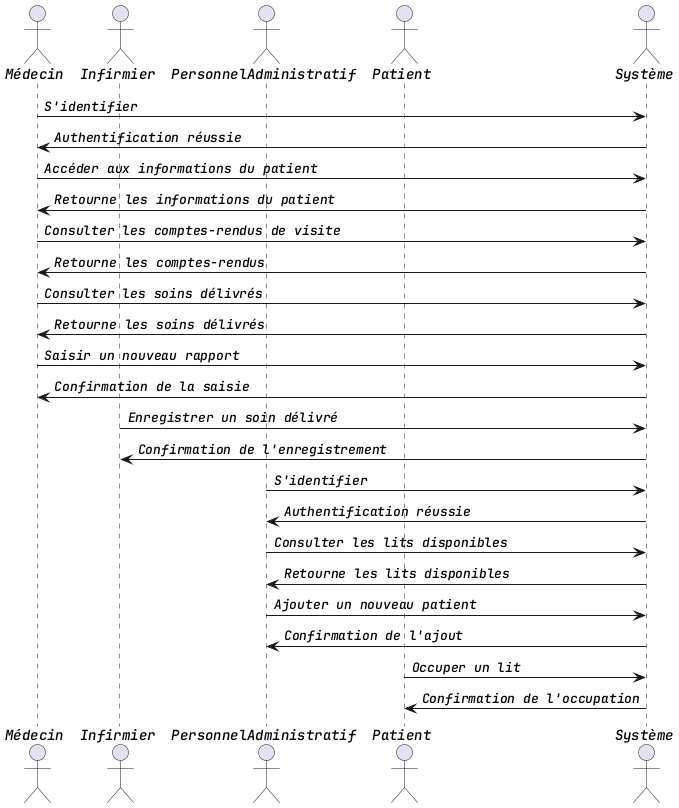 Médecin Infirmier PersonnelAdministratif Patient Système
S'identifier
Authentification réussie
Accéder aux informations du patient
Retourne les informations du patient
Consulter les comptes-rendus de visite
Retourne les comptes-rendus
Consulter les soins délivrés
Retourne les soins délivrés
Saisir un nouveau rapport
Confirmation de la saisie
Enregistrer un soin délivré
Confirmation de l'enregistrement
S'identifier
Authentification réussie
Consulter les lits disponibles
Retourne les lits disponibles
Ajouter un nouveau patient
Confirmation de l'ajout
Occuper un lit
Confirmation de l'occupation
Médecin Infirmier PersonnelAdministratif Patient Système